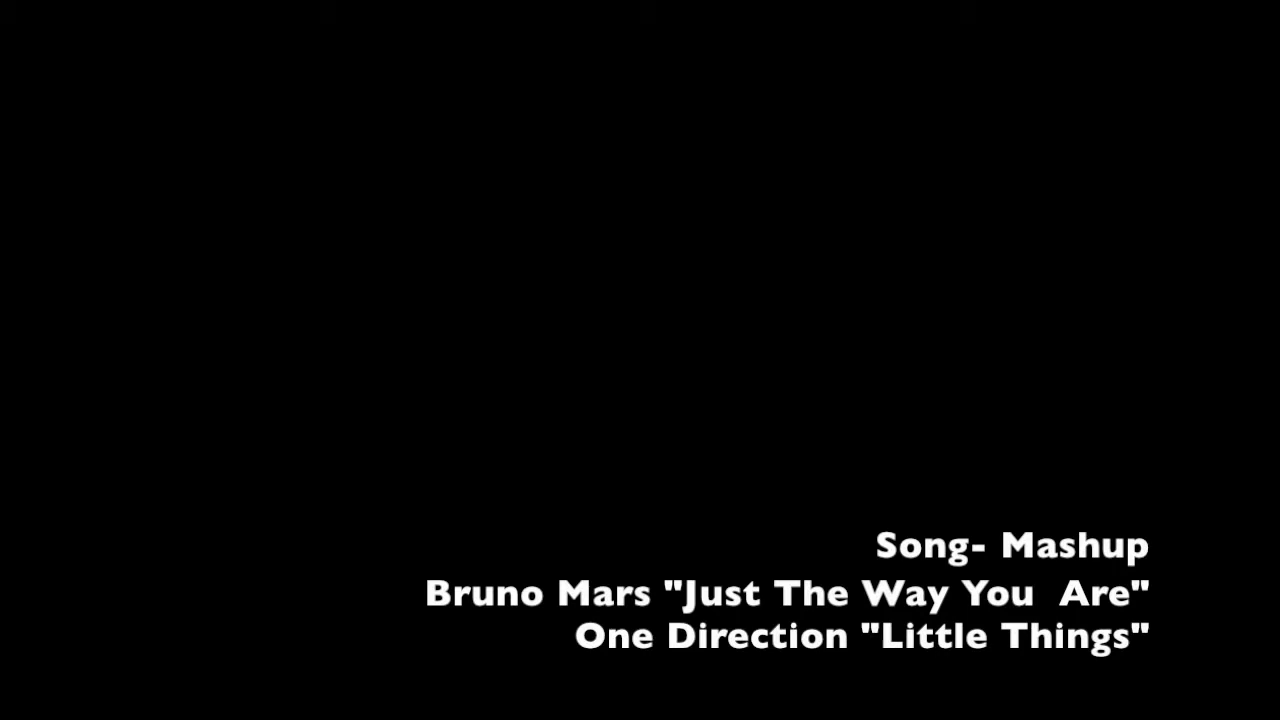 Song- Mashup
Bruno Mars "Just The Way You  Are"
One Direction "Little Things"